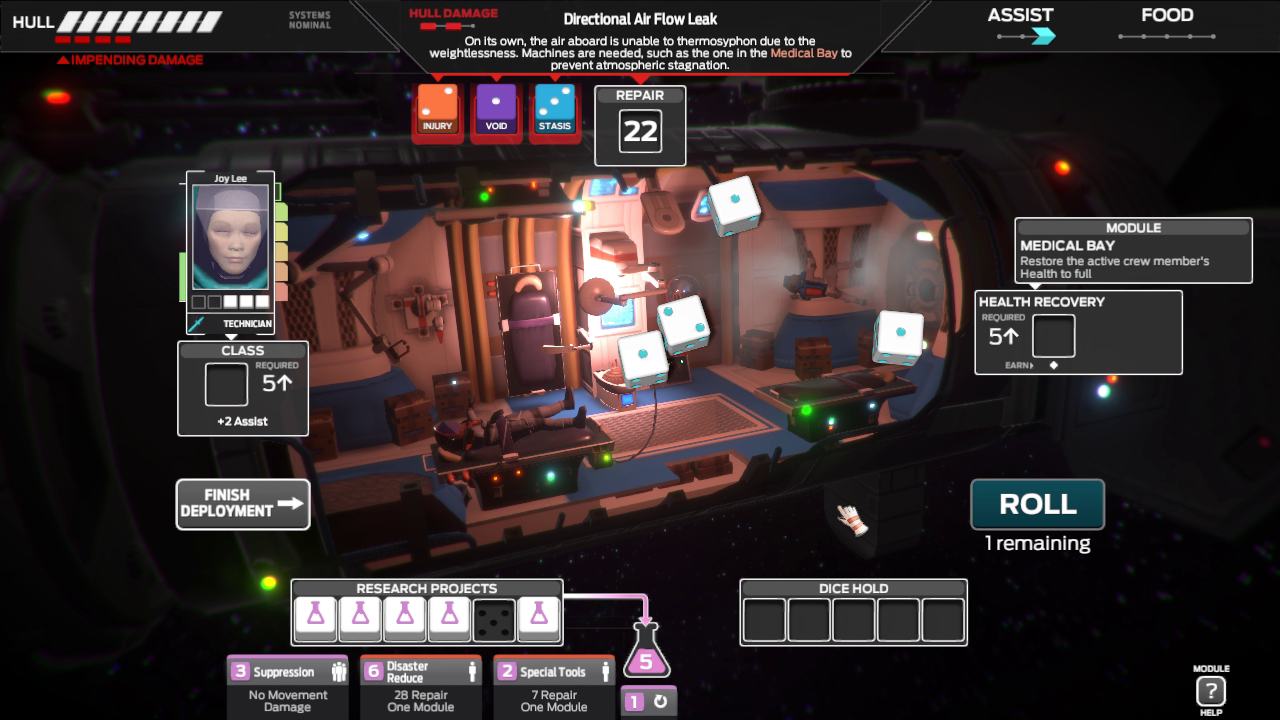 HULL
SYSTEMS
NOMINAL
IMPENDING DAMAGE
HULL DAMAGE
Directional Air Flow Leak
On its own, the air aboard is unable to thermosyphon due to the
weightlessness. Machines are needed, such as the one in the Medical Bay to
prevent atmospheric stagnation.
ASSIST
FOOD
INJURY
VOID
STASIS
REPAIR
22
Joy Lee
TECHNICIAN
CLASS
REQUIRED
5↑
+2 Assist
MODULE
MEDICAL BAY
Restore the active crew member's
Health to full
HEALTH RECOVERY
REQUIRED
5↑
EARN
FINISH
DEPLOYMENT
ROLL
1 remaining
RESEARCH PROJECTS
DICE HOLD
5
3 Suppression
No Movement
Damage
6 Disaster
Reduce
28 Repair
One Module
2 Special Tools
7 Repair
One Module
1
MODULE
?
HELP